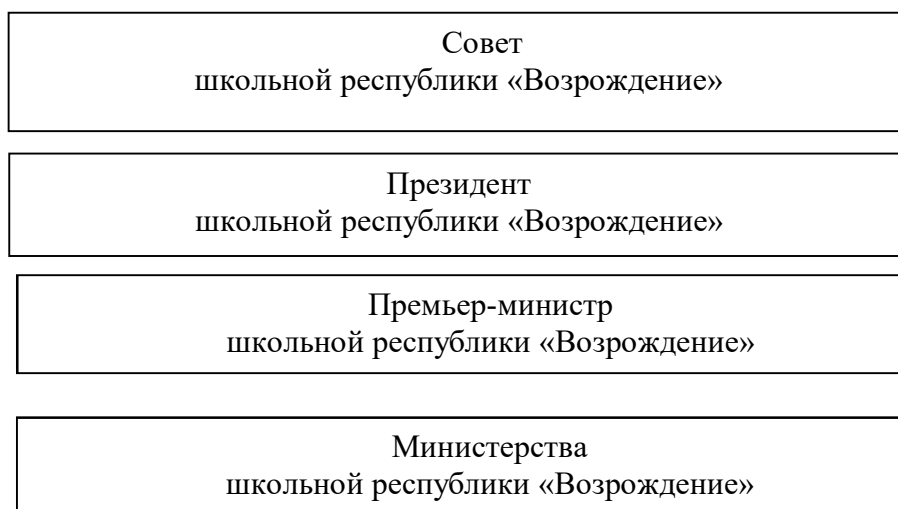 Совет
школьной республики «Возрождение»
Президент
школьной республики «Возрождение»
Премьер-министр
школьной республики «Возрождение»
Министерства
школьной республики «Возрождение»